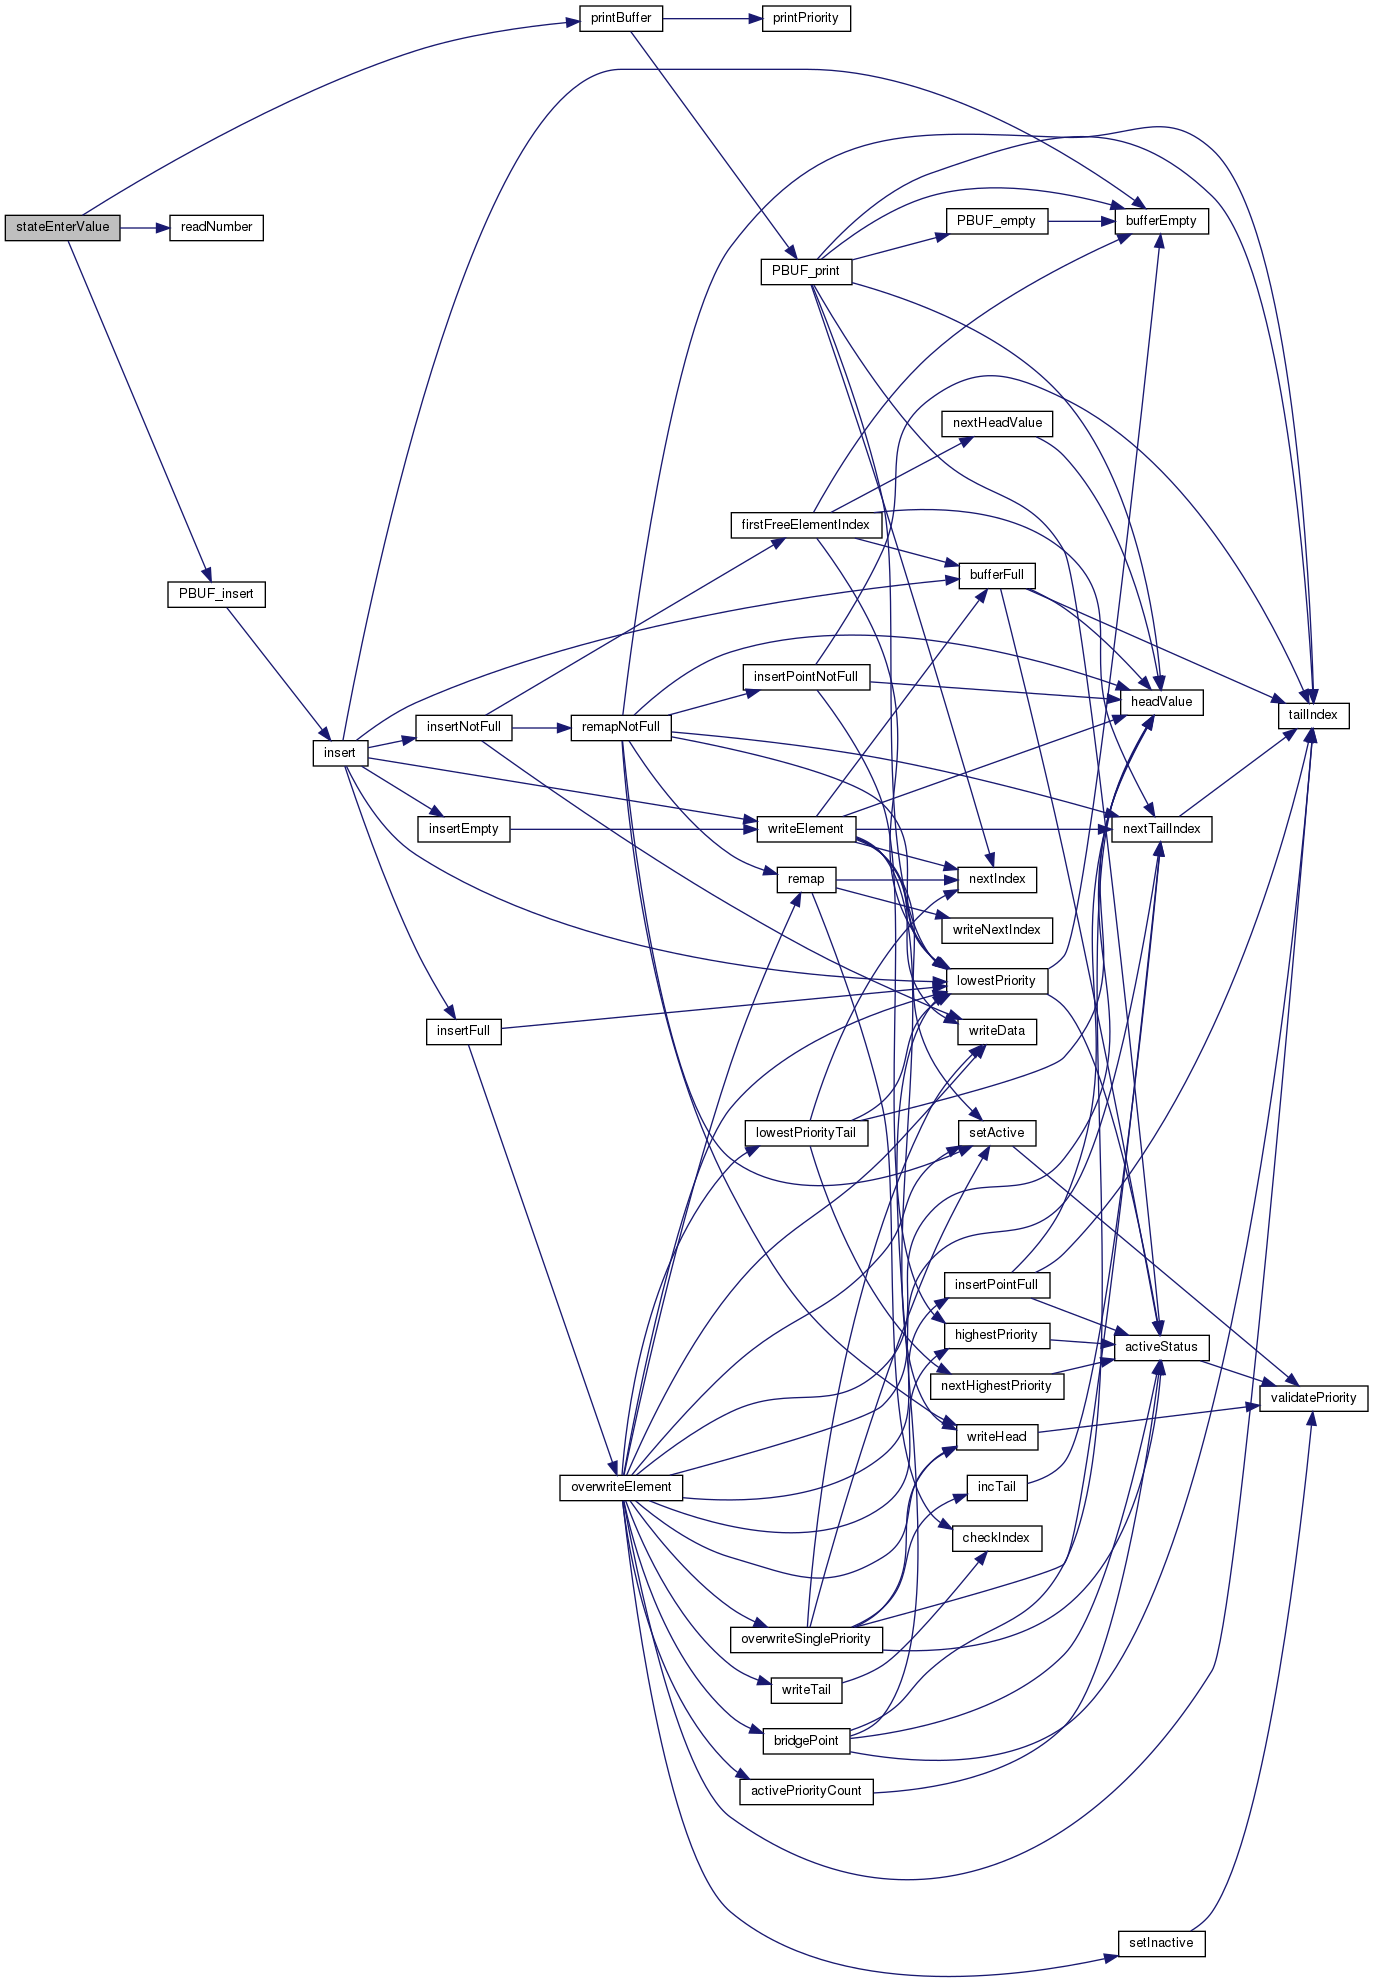 printBuffer
printPriority
stateEnterValue
readNumber
PBUF_empty
bufferEmpty
PBUF_print
nextHeadValue
firstFreeElementIndex
bufferFull
PBUF_insert
insertPointNotFull
headValue
tailIndex
insertNotFull
remapNotFull
insert
insertEmpty
writeElement
nextTailIndex
remap
nextIndex
writeNextIndex
lowestPriority
insertFull
writeData
lowestPriorityTail
setActive
insertPointFull
highestPriority
activeStatus
nextHighestPriority
validatePriority
writeHead
overwriteElement
incTail
checkIndex
overwriteSinglePriority
writeTail
bridgePoint
activePriorityCount
setInactive